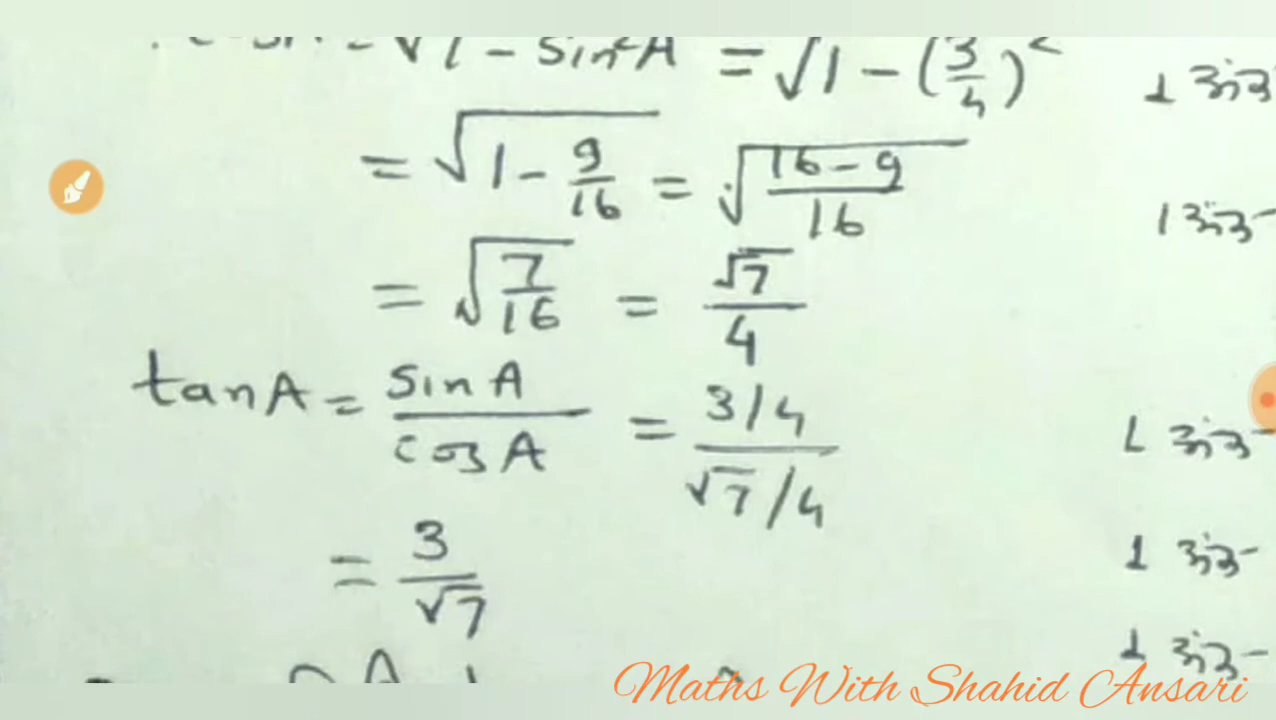 = √1 - sin²A = √1 - (3/4)²
= √1 - 9/16 = √16-9/16
= √7/16 = √7/4
tanA = sinA/cosA = 3/4/√7/4
= 3/√7
1 अंक
1 अंक
1 अंक
1 अंक
1 अंक
Maths With Shahid Ansari